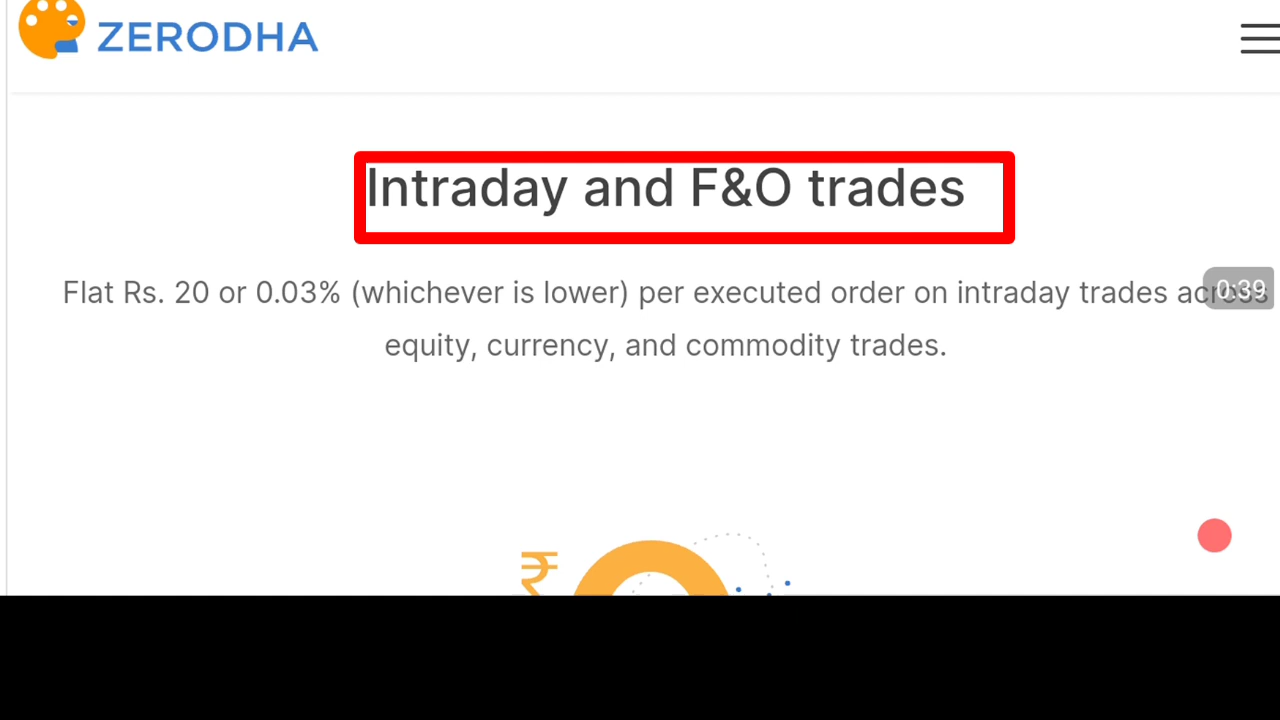 ZERODHA
Intraday and F&O trades
Flat Rs. 20 or 0.03% (whichever is lower) per executed order on intraday trades across
0:39
equity, currency, and commodity trades.
₹